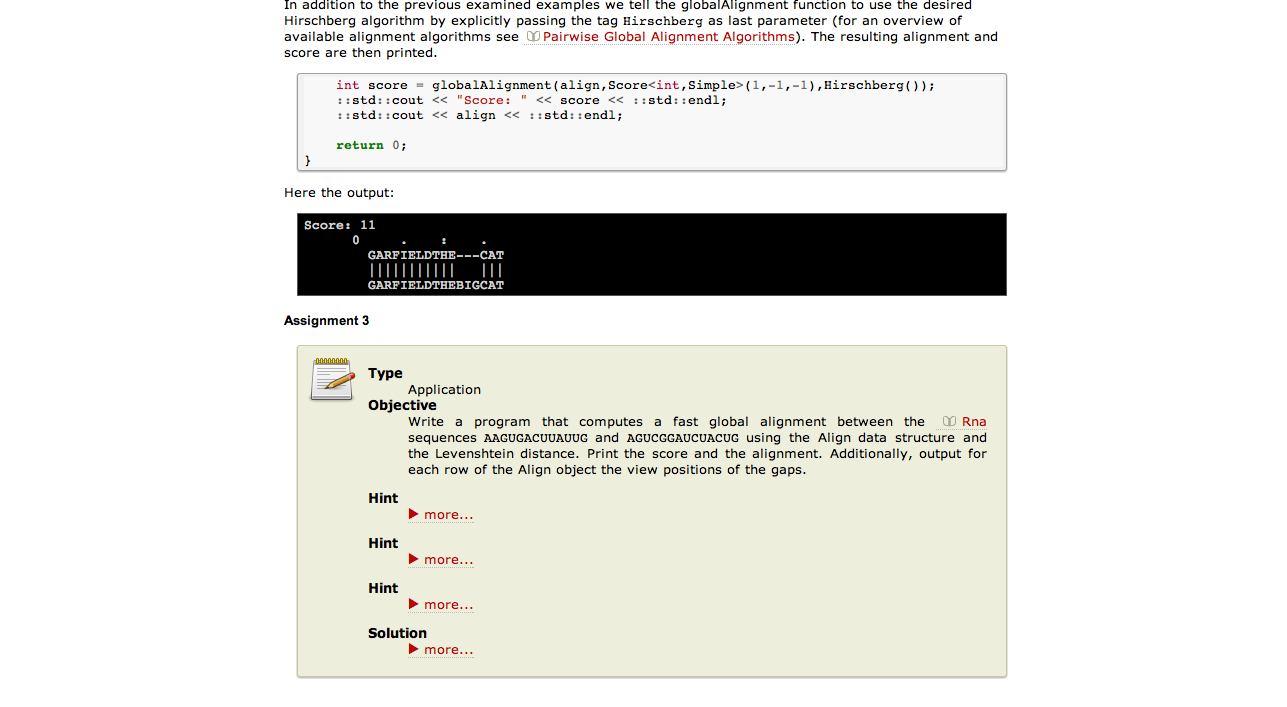 In addition to the previous examined examples we tell the globalAlignment function to use the desired
Hirschberg algorithm by explicitly passing the tag Hirschberg as last parameter (for an overview of
available alignment algorithms see Pairwise Global Alignment Algorithms). The resulting alignment and
score are then printed.
int score = globalAlignment(align,Score<int,Simple>(1,-1,-1),Hirschberg());
::std::cout << "Score: " << score << ::std::endl;
::std::cout << align << ::std::endl;
return 0;
}
Here the output:
Score: 11
0 . : .
GARFIELDTHE---CAT
||||||||||| |||
GARFIELDTHEBIGCAT
Assignment 3
Type
Application
Objective
Write a program that computes a fast global alignment between the Rna
sequences AAGUGACUUAUUG and AGUCGGAUCUACUG using the Align data structure and
the Levenshtein distance. Print the score and the alignment. Additionally, output for
each row of the Align object the view positions of the gaps.
Hint
more...
Hint
more...
Hint
more...
Solution
more...